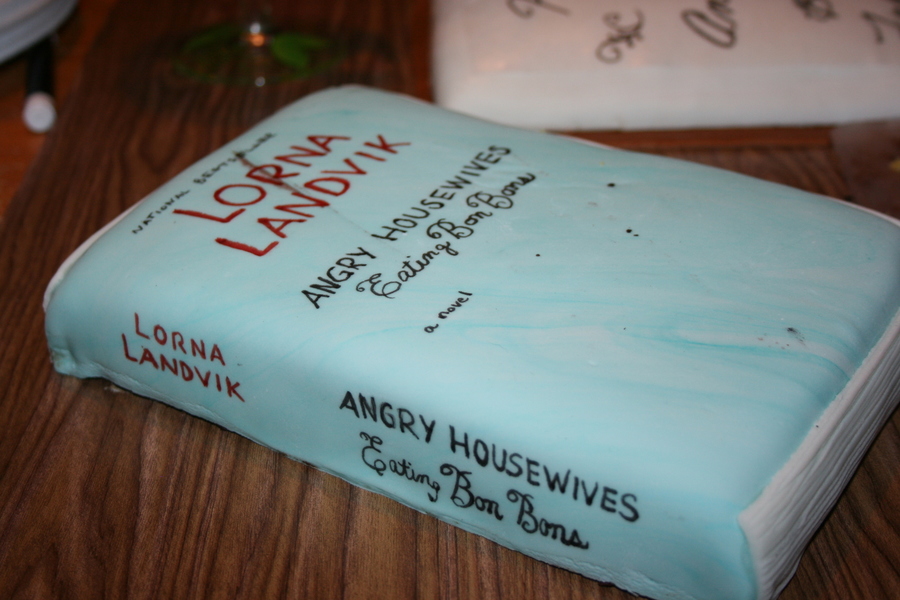 NATIONAL BESTSELLER
LORNA
LANDVIK
ANGRY HOUSEWIVES
Eating Bon Bons
a novel
LORNA
LANDVIK
ANGRY HOUSEWIVES
Eating Bon Bons